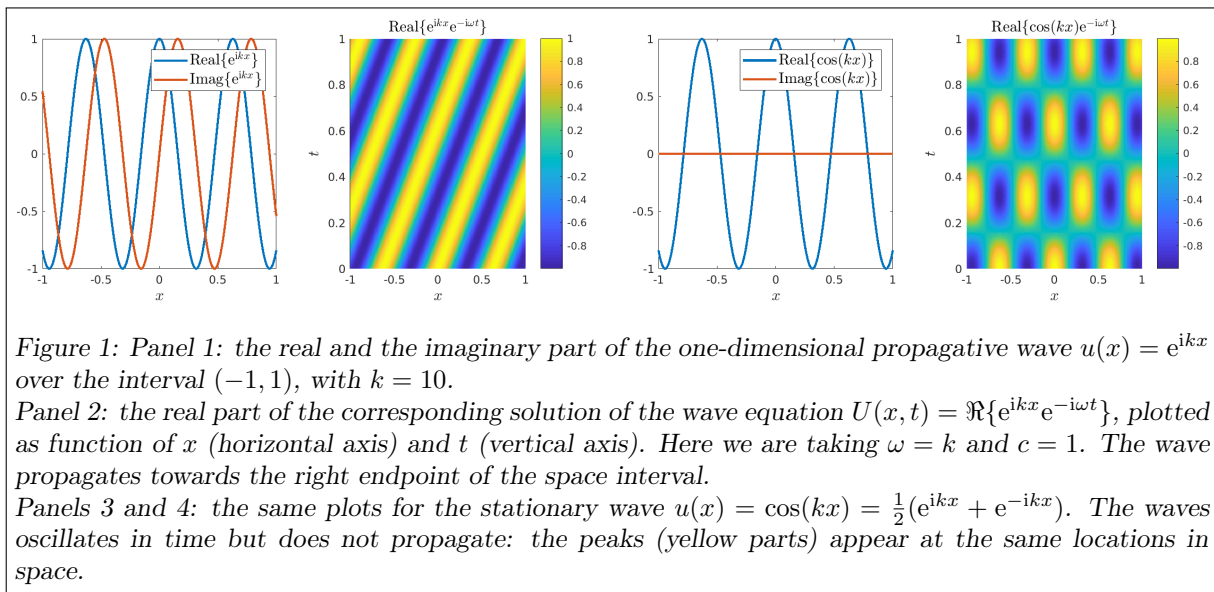 Real{e^{ikx}e^{-iωt}}
Real{cos(kx)e^{-iωt}}
1
0.5
0
-0.5
-1
-1 -0.5 0 0.5 1
x
Real{e^{ikx}}
Imag{e^{ikx}}
1
0.8
0.6
0.4
0.2
0
t
-1 -0.5 0 0.5 1
x
1
0.8
0.6
0.4
0.2
0
-0.2
-0.4
-0.6
-0.8
1
0.5
0
-0.5
-1
-1 -0.5 0 0.5 1
x
Real{cos(kx)}
Imag{cos(kx)}
1
0.8
0.6
0.4
0.2
0
t
-1 -0.5 0 0.5 1
x
0.8
0.6
0.4
0.2
0
-0.2
-0.4
-0.6
-0.8
Figure 1: Panel 1: the real and the imaginary part of the one-dimensional propagative wave u(x) = e^{ikx}
over the interval (−1, 1), with k = 10.
Panel 2: the real part of the corresponding solution of the wave equation U(x, t) = ℜ{e^{ikx}e^{−iωt}}, plotted
as function of x (horizontal axis) and t (vertical axis). Here we are taking ω = k and c = 1. The wave
propagates towards the right endpoint of the space interval.
Panels 3 and 4: the same plots for the stationary wave u(x) = cos(kx) = ½(e^{ikx} + e^{−ikx}). The waves
oscillates in time but does not propagate: the peaks (yellow parts) appear at the same locations in
space.